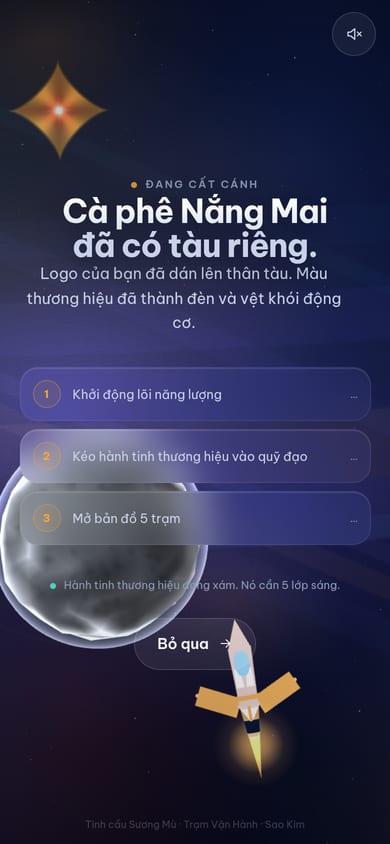 ĐANG CẤT CÁNH
Cà phê Nắng Mai
đã có tàu riêng.
Logo của bạn đã dán lên thân tàu. Màu
thương hiệu đã thành đèn và vệt khói động
cơ.
1 Khởi động lõi năng lượng ...
2 Kéo hành tinh thương hiệu vào quỹ đạo ...
3 Mở bản đồ 5 trạm ...
Hành tinh thương hiệu đang xám. Nó cần 5 lớp sáng.
Bỏ qua →
Tinh cầu Sương Mù · Trạm Vận Hành · Sao Kim